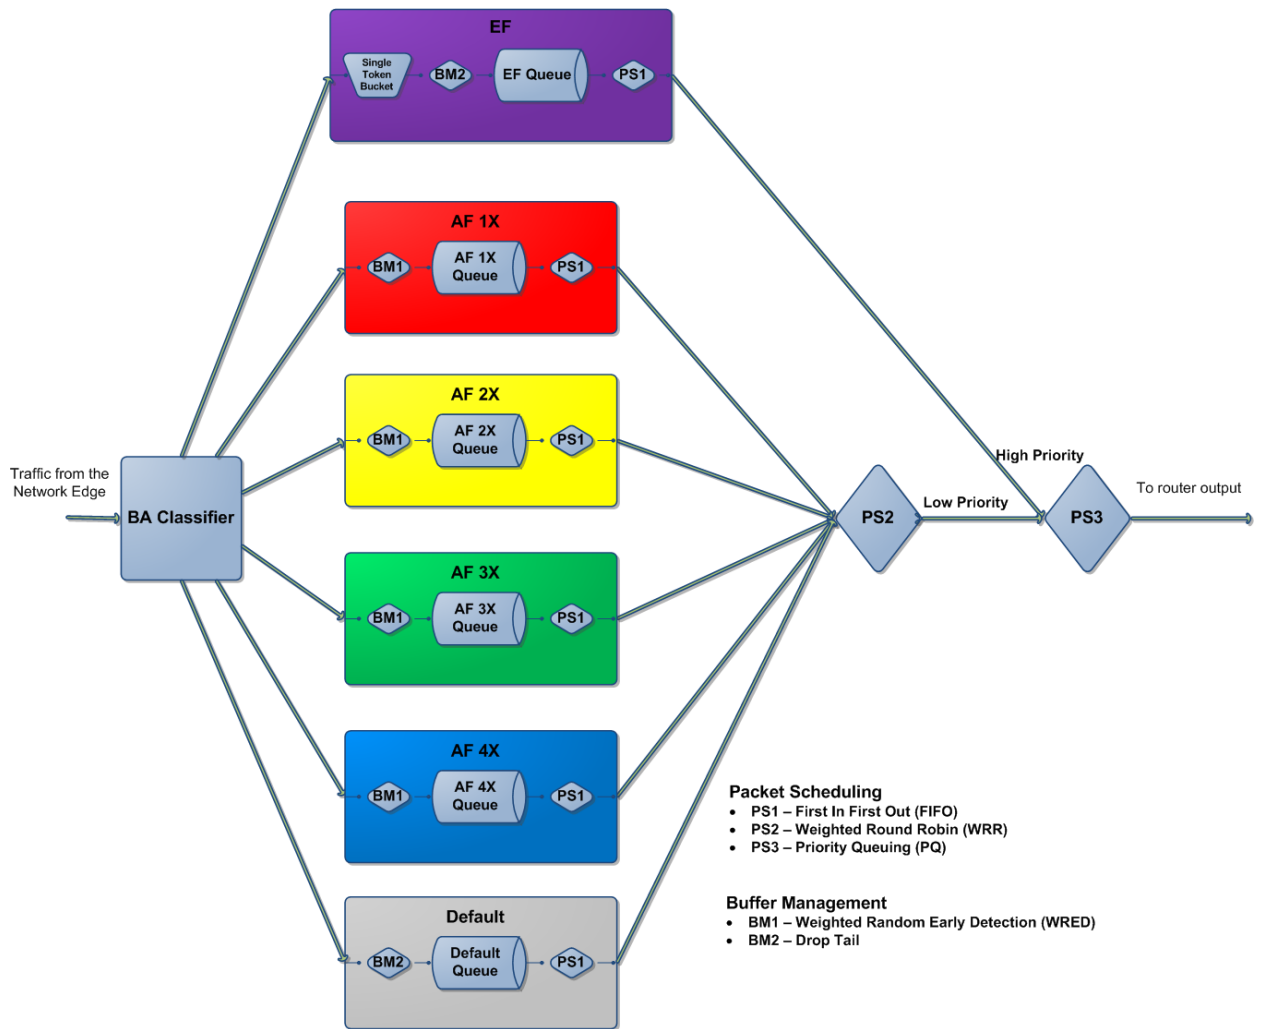 EF
Single
Token
Bucket
BM2
EF Queue
PS1
AF 1X
BM1
AF 1X
Queue
PS1
AF 2X
BM1
AF 2X
Queue
PS1
Traffic from the
Network Edge
BA Classifier
High Priority
Low Priority
PS2
PS3
To router output
AF 3X
BM1
AF 3X
Queue
PS1
AF 4X
BM1
AF 4X
Queue
PS1
Default
BM2
Default
Queue
PS1
Packet Scheduling
• PS1 – First In First Out (FIFO)
• PS2 – Weighted Round Robin (WRR)
• PS3 – Priority Queuing (PQ)
Buffer Management
• BM1 – Weighted Random Early Detection (WRED)
• BM2 – Drop Tail